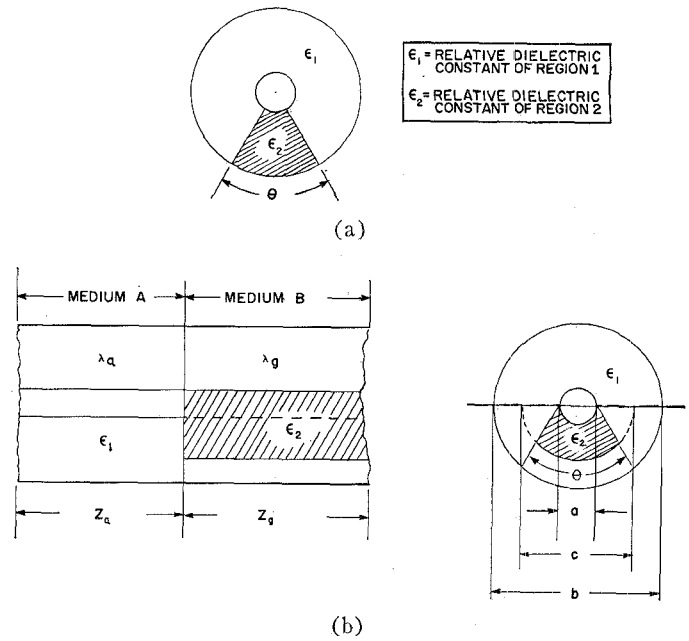 ϵ₁
ϵ₂
θ
ϵ₁ = RELATIVE DIELECTRIC
CONSTANT OF REGION 1
ϵ₂ = RELATIVE DIELECTRIC
CONSTANT OF REGION 2
(a)
MEDIUM A
MEDIUM B
λa
λg
ϵ₁
ϵ₂
Za
Zg
ϵ₁
ϵ₂
θ
a
c
b
(b)